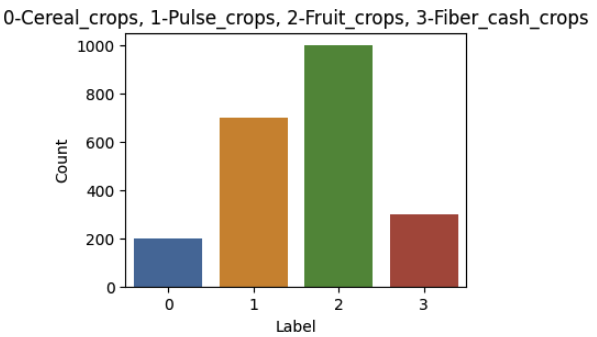 0-Cereal_crops, 1-Pulse_crops, 2-Fruit_crops, 3-Fiber_cash_crops
1000
800
600
400
200
0
Count
0 1 2 3
Label